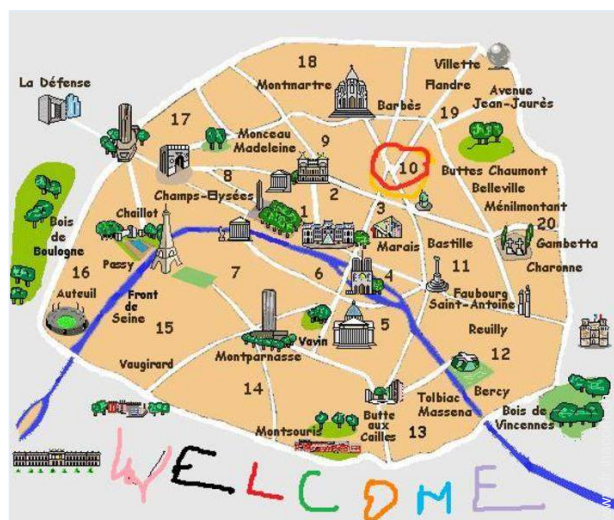 18
Villette
La Défense
Montmartre
Flandre
Avenue
Jean-Jaurès
Barbès
19
17
Monceau
Madeleine
9
10
8
Buttes Chaumont
Champs-Elysées
Belleville
2
1
3
Ménilmontant
Chaillot
Marais
20
Bastille
Gambetta
Bois
de
Boulogne
Passy
16
7
6
4
11
Charonne
Auteuil
Front
de
Seine
Faubourg
Saint-Antoine
15
5
Reuilly
Vavin
Montparnasse
12
Vaugirard
14
Bercy
Tolbiac
Massena
Butte
aux
Cailles
Bois de
Vincennes
Montsouris
13
WELCOME